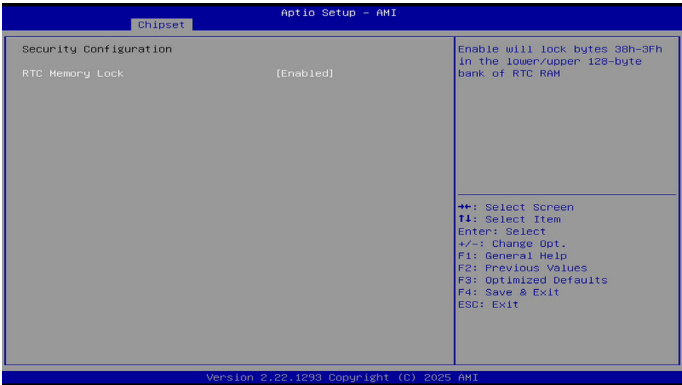 Aptio Setup – AMI
Chipset
Security Configuration
RTC Memory Lock [Enabled]
Enable will lock bytes 38h-3Fh
in the lower/upper 128-byte
bank of RTC RAM
→←: Select Screen
↑↓: Select Item
Enter: Select
+/-: Change Opt.
F1: General Help
F2: Previous Values
F3: Optimized Defaults
F4: Save & Exit
ESC: Exit
Version 2.22.1293 Copyright (C) 2025 AMI